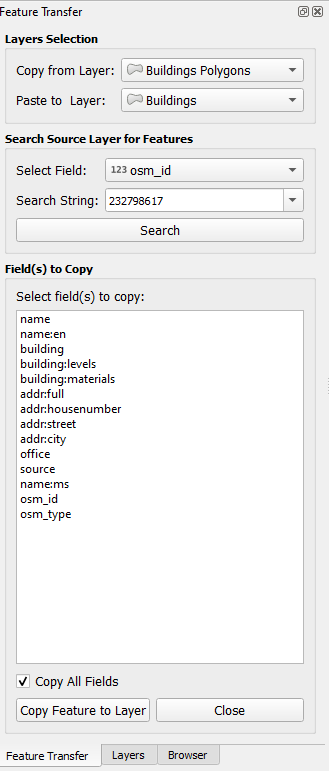 Feature Transfer
Layers Selection
Copy from Layer: Buildings Polygons
Paste to Layer: Buildings
Search Source Layer for Features
Select Field: 123 osm_id
Search String: 232798617
Search
Field(s) to Copy
Select field(s) to copy:
name
name:en
building
building:levels
building:materials
addr:full
addr:housenumber
addr:street
addr:city
office
source
name:ms
osm_id
osm_type
Copy All Fields
Copy Feature to Layer Close
Feature Transfer Layers Browser